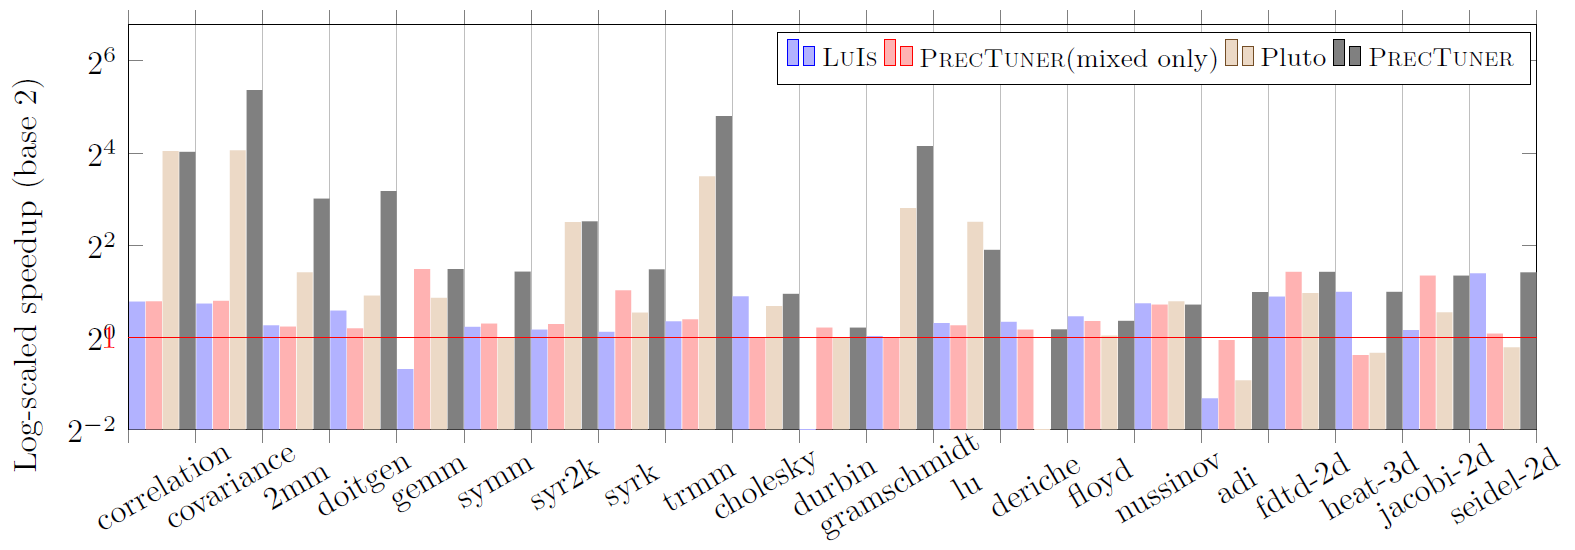 Log-scaled speedup (base 2)
2^6
2^4
2^2
2^0
1
2^−2
LUIS PRECTUNER(mixed only) Pluto PRECTUNER
correlation
covariance
2mm
doitgen
gemm
symm
syr2k
syrk
trmm
cholesky
durbin
gramschmidt
lu
deriche
floyd
nussinov
adi
fdtd-2d
heat-3d
jacobi-2d
seidel-2d